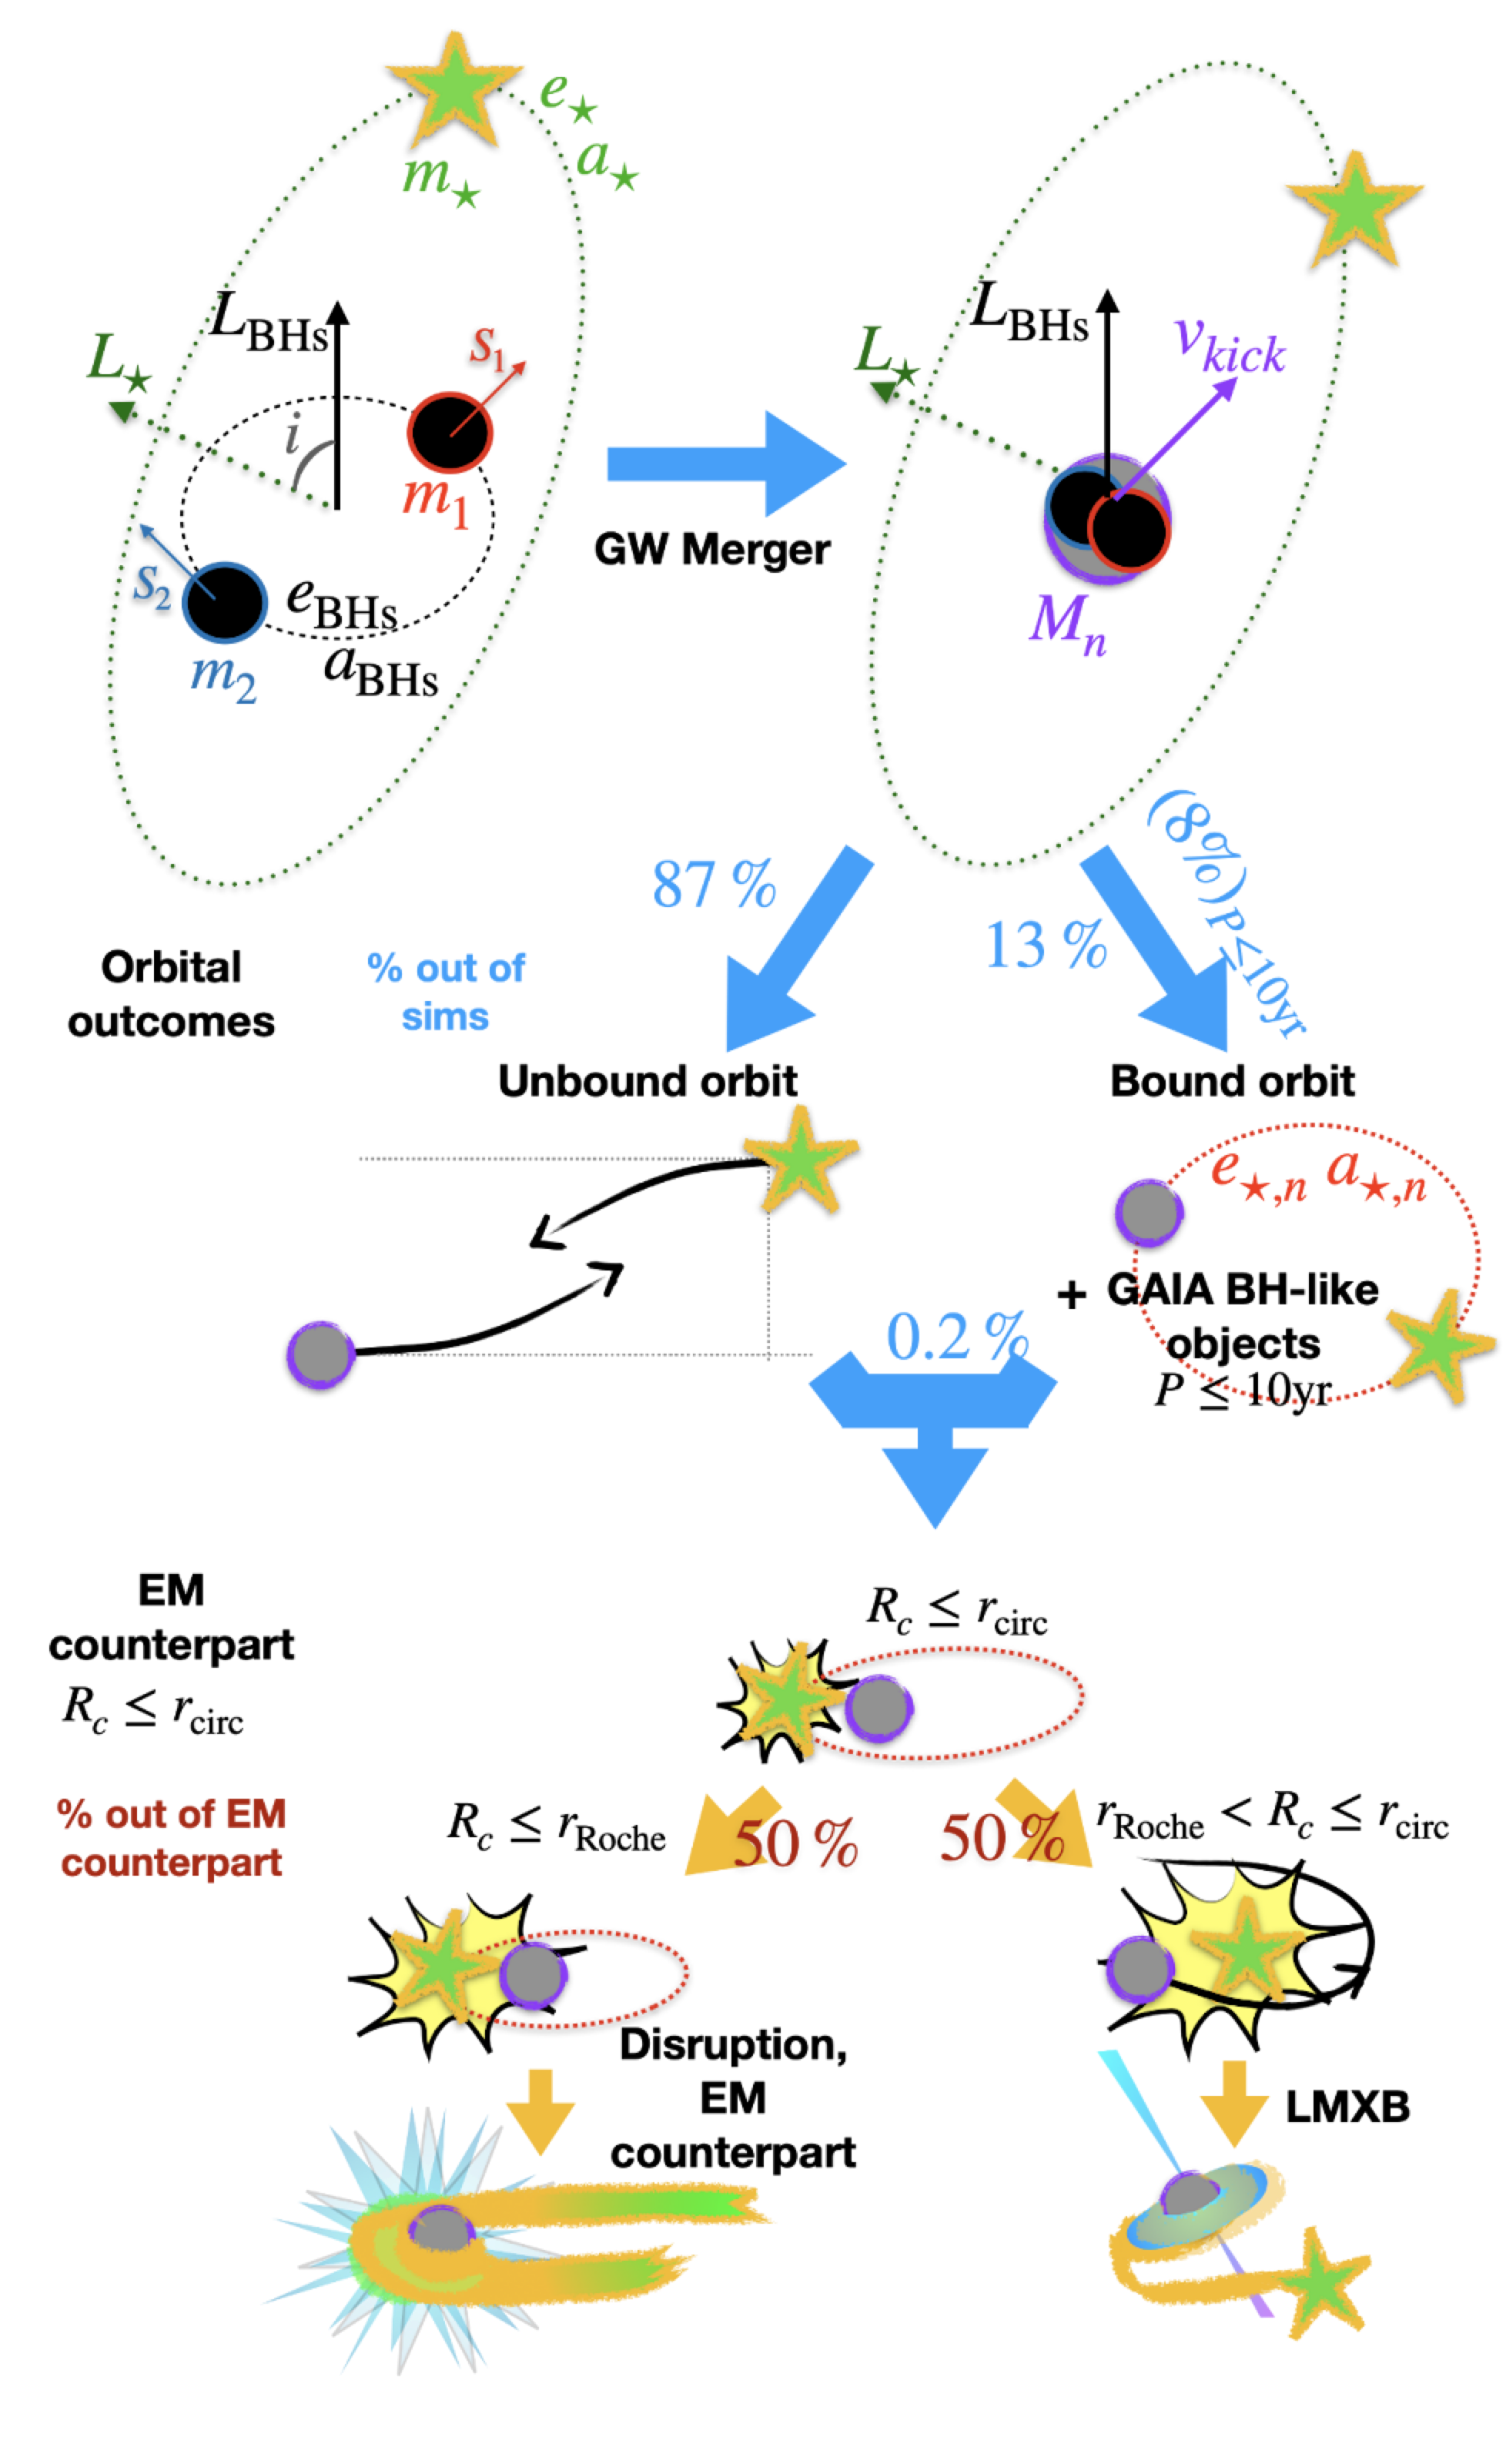 e★
a★
m★
L_BHs
L★
i
s₁
m₁
s₂
e_BHs
m₂
a_BHs
GW Merger
L_BHs
L★
v_kick
M_n
87 %
13 %
(8%)_P≤10yr
Orbital
outcomes
% out of
sims
Unbound orbit
Bound orbit
e★,n a★,n
+ GAIA BH-like
objects
P ≤ 10yr
0.2 %
EM
counterpart
R_c ≤ r_circ
R_c ≤ r_circ
% out of EM
counterpart
R_c ≤ r_Roche
50 %
50 %
r_Roche < R_c ≤ r_circ
Disruption,
EM
counterpart
LMXB